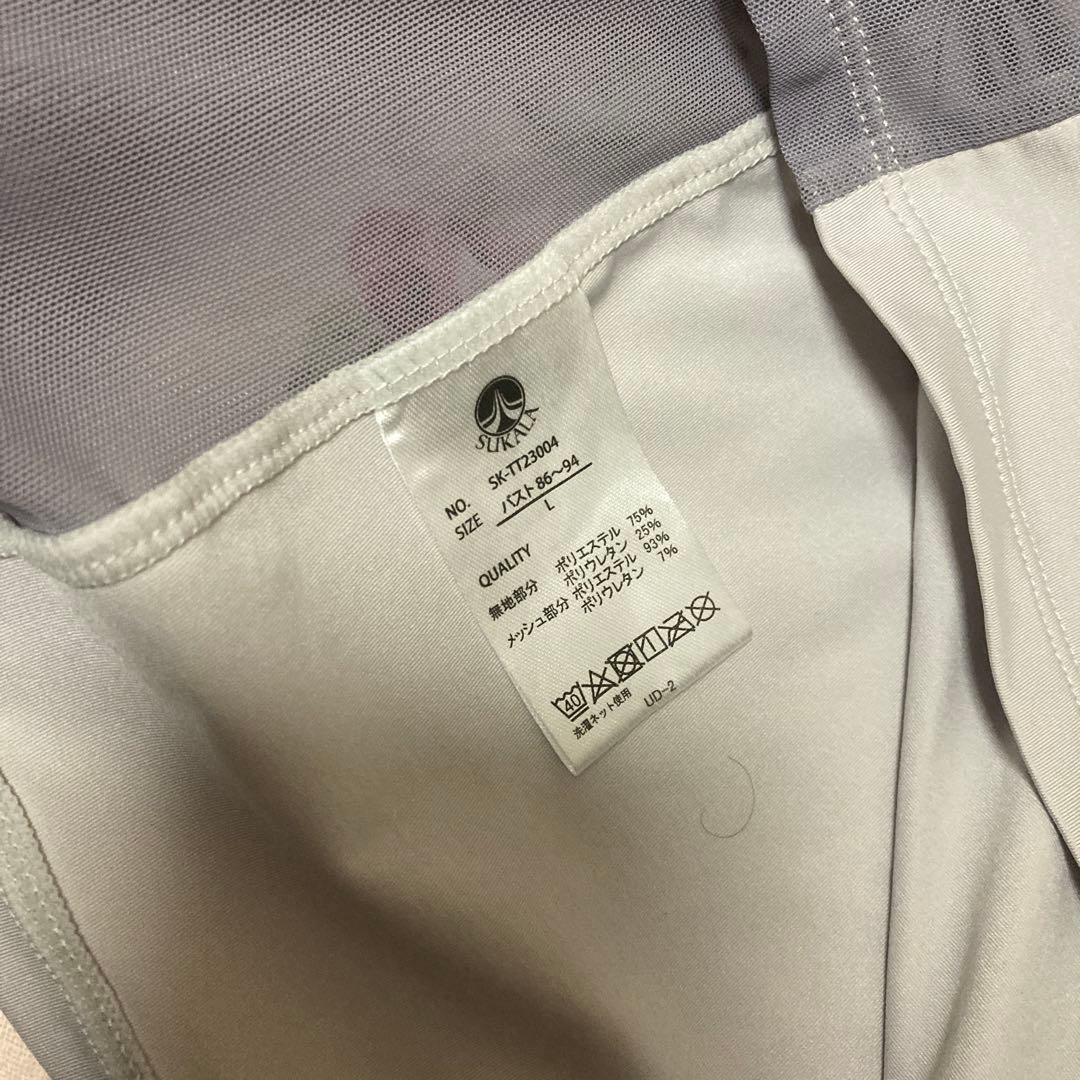 SUKALA
NO. SK-TT23004
SIZE バスト86～94
L
QUALITY
無地部分 ポリエステル 75%
ポリウレタン 25%
メッシュ部分 ポリエステル 93%
ポリウレタン 7%
40
洗濯ネット使用 UD-2